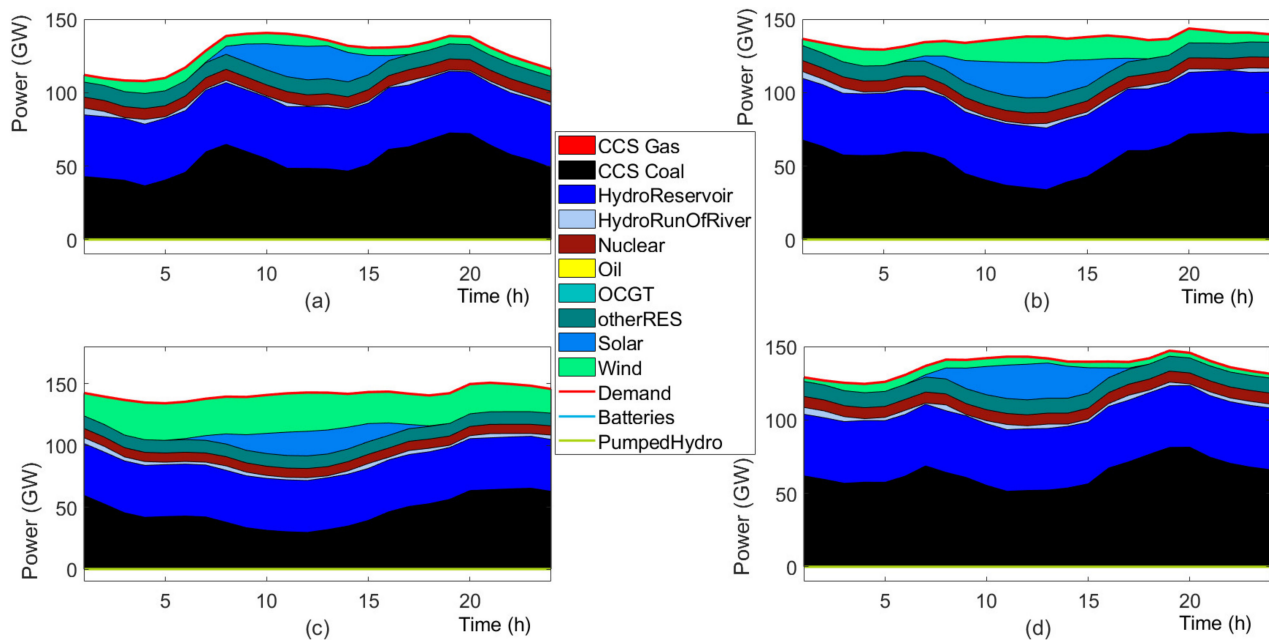 150
100
50
0
Power (GW)
5
10
15
20
Time (h)
(a)
150
100
50
0
Power (GW)
5
10
15
20
Time (h)
(b)
CCS Gas
CCS Coal
HydroReservoir
HydroRunOfRiver
Nuclear
Oil
OCGT
otherRES
Solar
Wind
Demand
Batteries
PumpedHydro
150
100
50
0
Power (GW)
5
10
15
20
Time (h)
(c)
150
100
50
0
Power (GW)
5
10
15
20
Time (h)
(d)